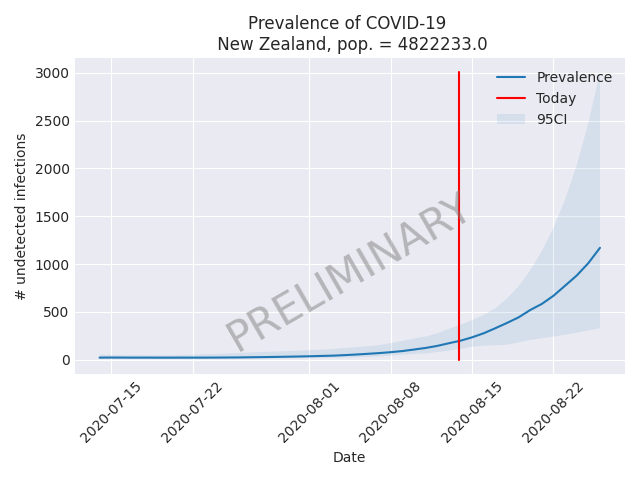 Prevalence of COVID-19
New Zealand, pop. = 4822233.0
3000
2500
2000
1500
1000
500
0
# undetected infections
Prevalence
Today
95CI
PRELIMINARY
2020-07-15
2020-07-22
2020-08-01
2020-08-08
2020-08-15
2020-08-22
Date